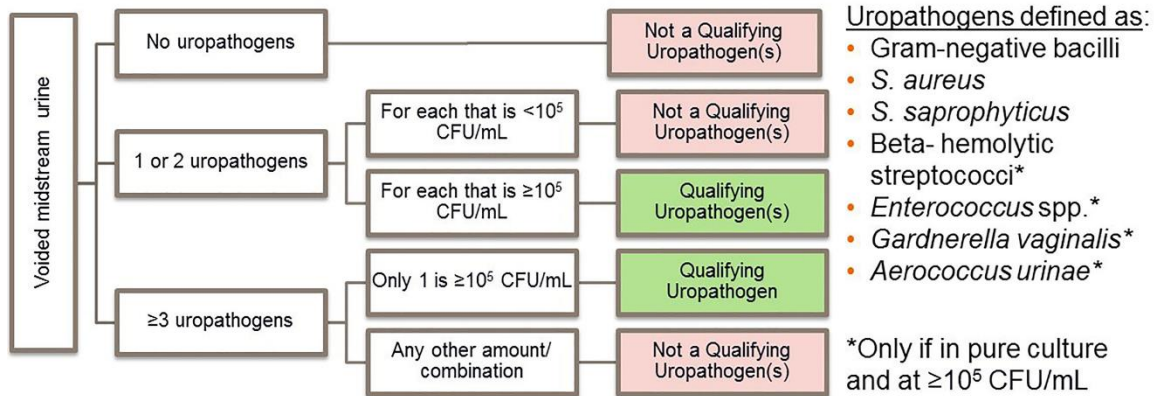 Voided midstream urine
No uropathogens
Not a Qualifying
Uropathogen(s)
1 or 2 uropathogens
For each that is <10⁵
CFU/mL
Not a Qualifying
Uropathogen(s)
For each that is ≥10⁵
CFU/mL
Qualifying
Uropathogen(s)
≥3 uropathogens
Only 1 is ≥10⁵ CFU/mL
Qualifying
Uropathogen
Any other amount/
combination
Not a Qualifying
Uropathogen(s)
Uropathogens defined as:
• Gram-negative bacilli
• S. aureus
• S. saprophyticus
• Beta- hemolytic
streptococci*
• Enterococcus spp.*
• Gardnerella vaginalis*
• Aerococcus urinae*
*Only if in pure culture
and at ≥10⁵ CFU/mL